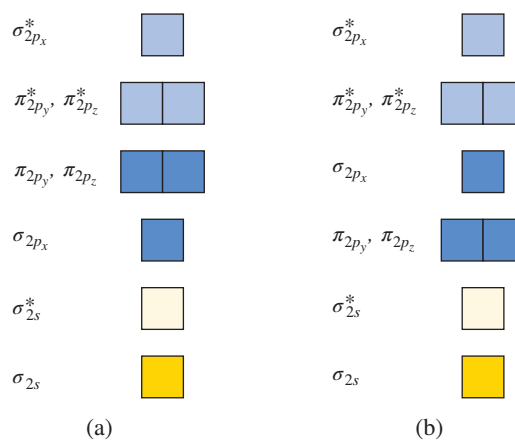 σ*2px σ*2px
π*2py, π*2pz π*2py, π*2pz
π2py, π2pz σ2px
σ2px π2py, π2pz
σ*2s σ*2s
σ2s σ2s
(a) (b)